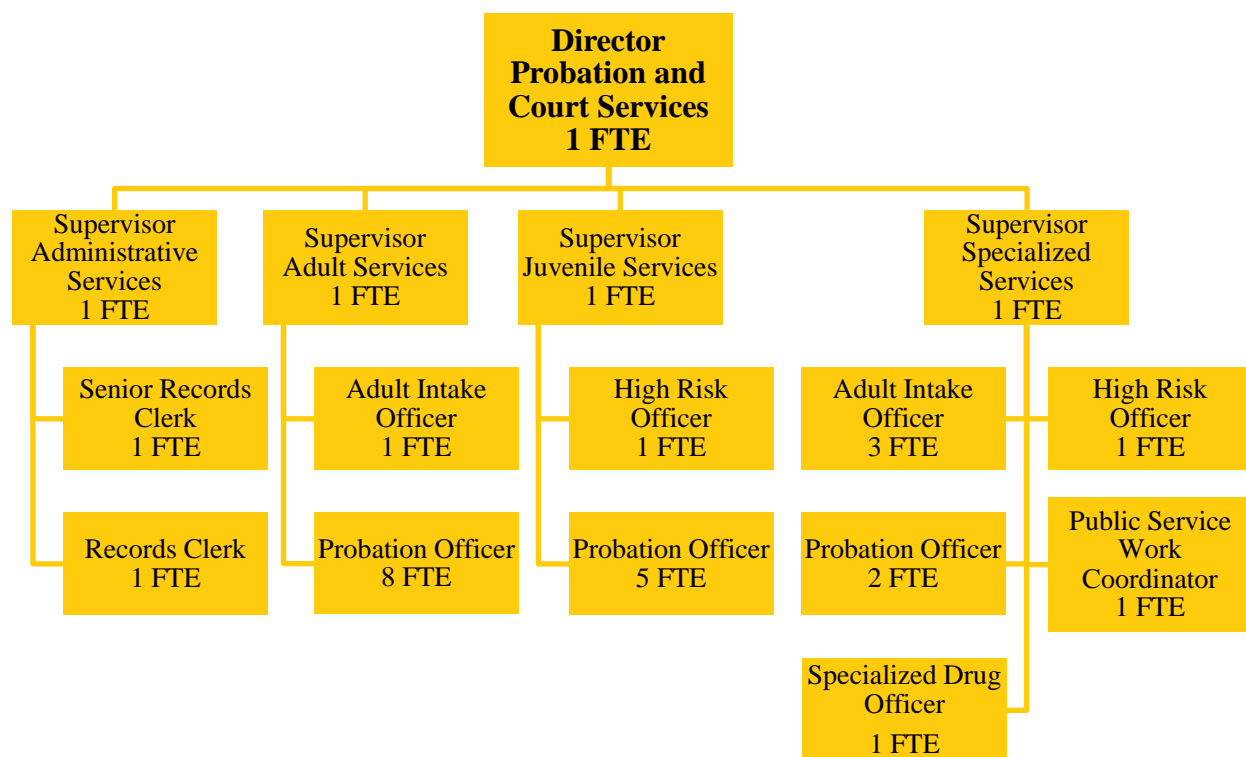 Director
Probation and
Court Services
1 FTE
Supervisor
Administrative
Services
1 FTE
Supervisor
Adult Services
1 FTE
Supervisor
Juvenile Services
1 FTE
Supervisor
Specialized
Services
1 FTE
Senior Records
Clerk
1 FTE
Adult Intake
Officer
1 FTE
High Risk
Officer
1 FTE
Adult Intake
Officer
3 FTE
High Risk
Officer
1 FTE
Records Clerk
1 FTE
Probation Officer
8 FTE
Probation Officer
5 FTE
Probation Officer
2 FTE
Public Service
Work
Coordinator
1 FTE
Specialized Drug
Officer
1 FTE